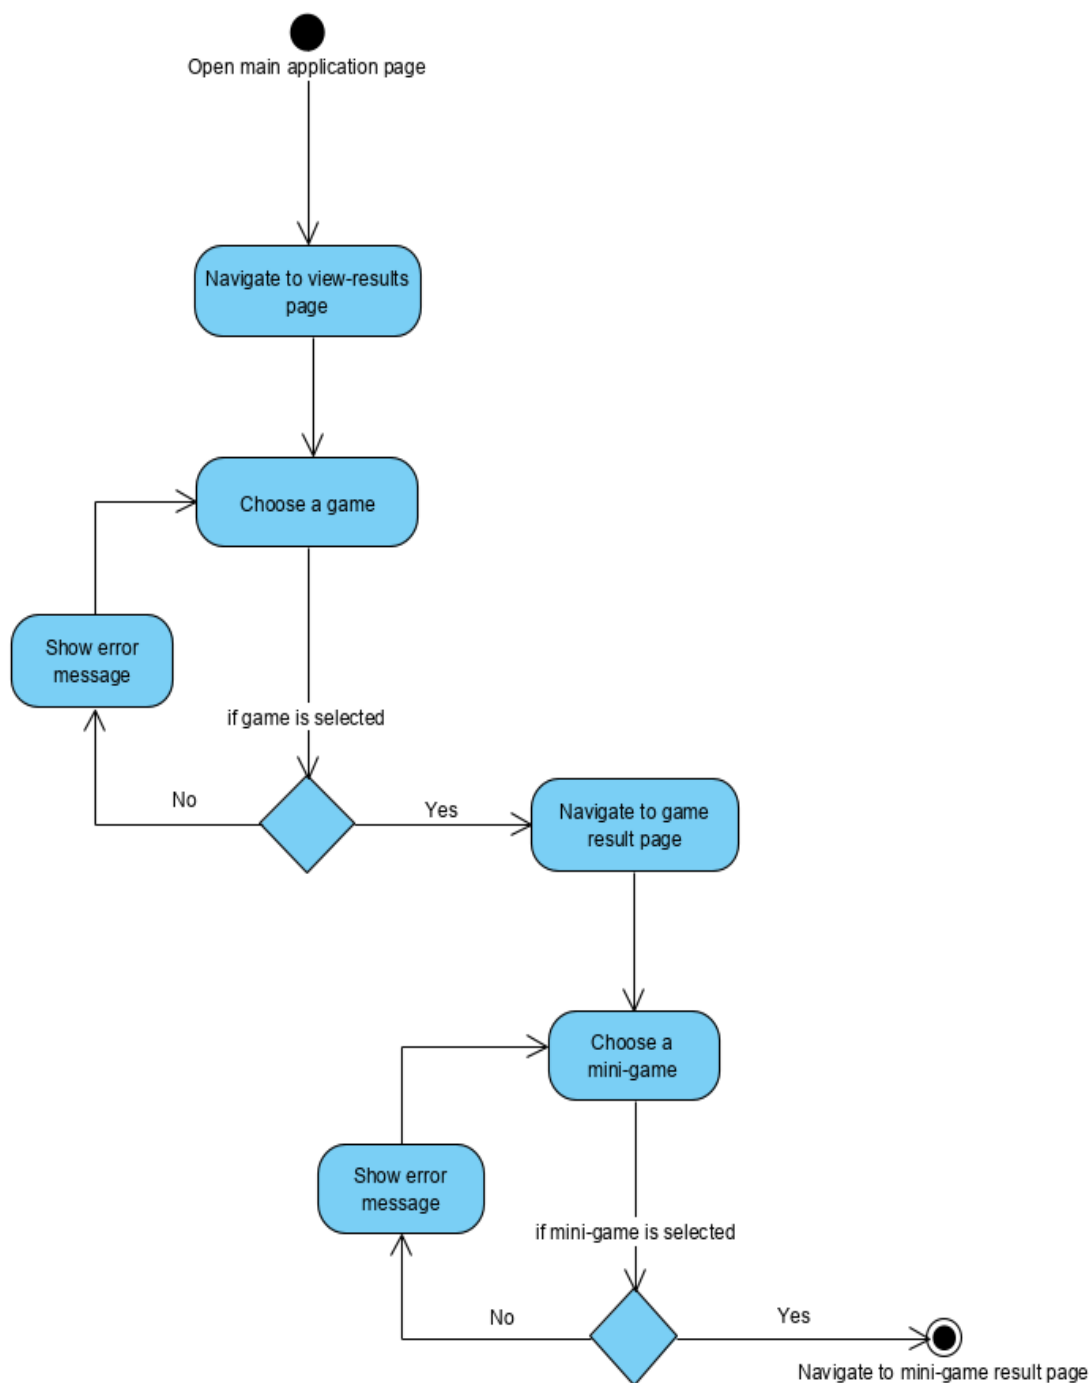 Open main application page
Navigate to view-results
page
Choose a game
Show error
message
if game is selected
No
Yes
Navigate to game
result page
Choose a
mini-game
Show error
message
if mini-game is selected
No
Yes
Navigate to mini-game result page